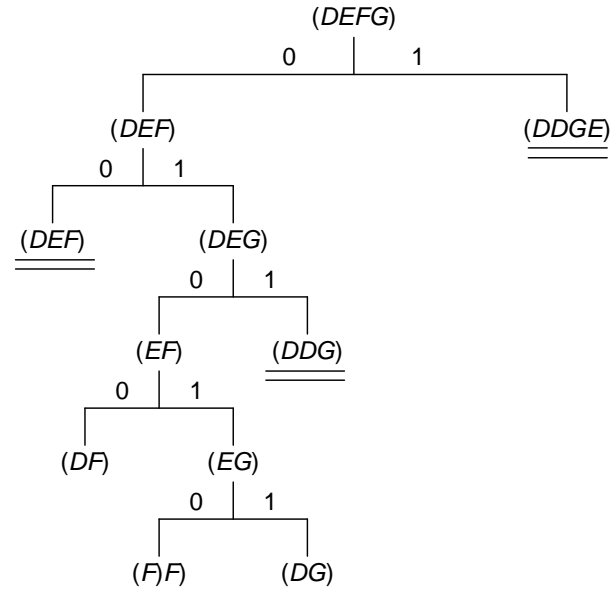 (DEFG)
0 1
(DEF) (DDGE)
0 1
(DEF) (DEG)
0 1
(EF) (DDG)
0 1
(DF) (EG)
0 1
(F)F) (DG)